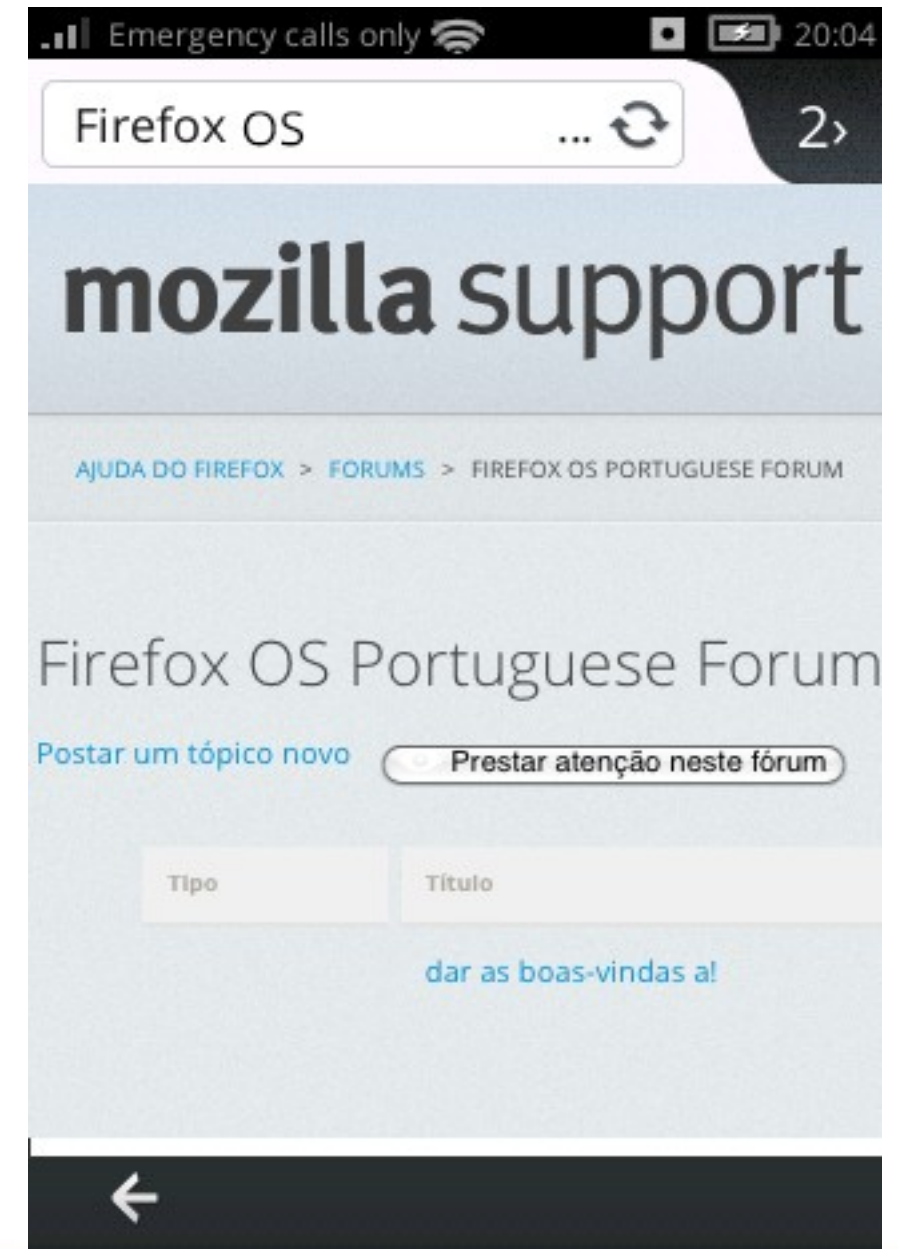 Emergency calls only 20:04
Firefox OS ... 2›
mozilla support
AJUDA DO FIREFOX > FORUMS > FIREFOX OS PORTUGUESE FORUM
Firefox OS Portuguese Forum
Postar um tópico novo Prestar atenção neste fórum
Tipo Título
dar as boas-vindas a!